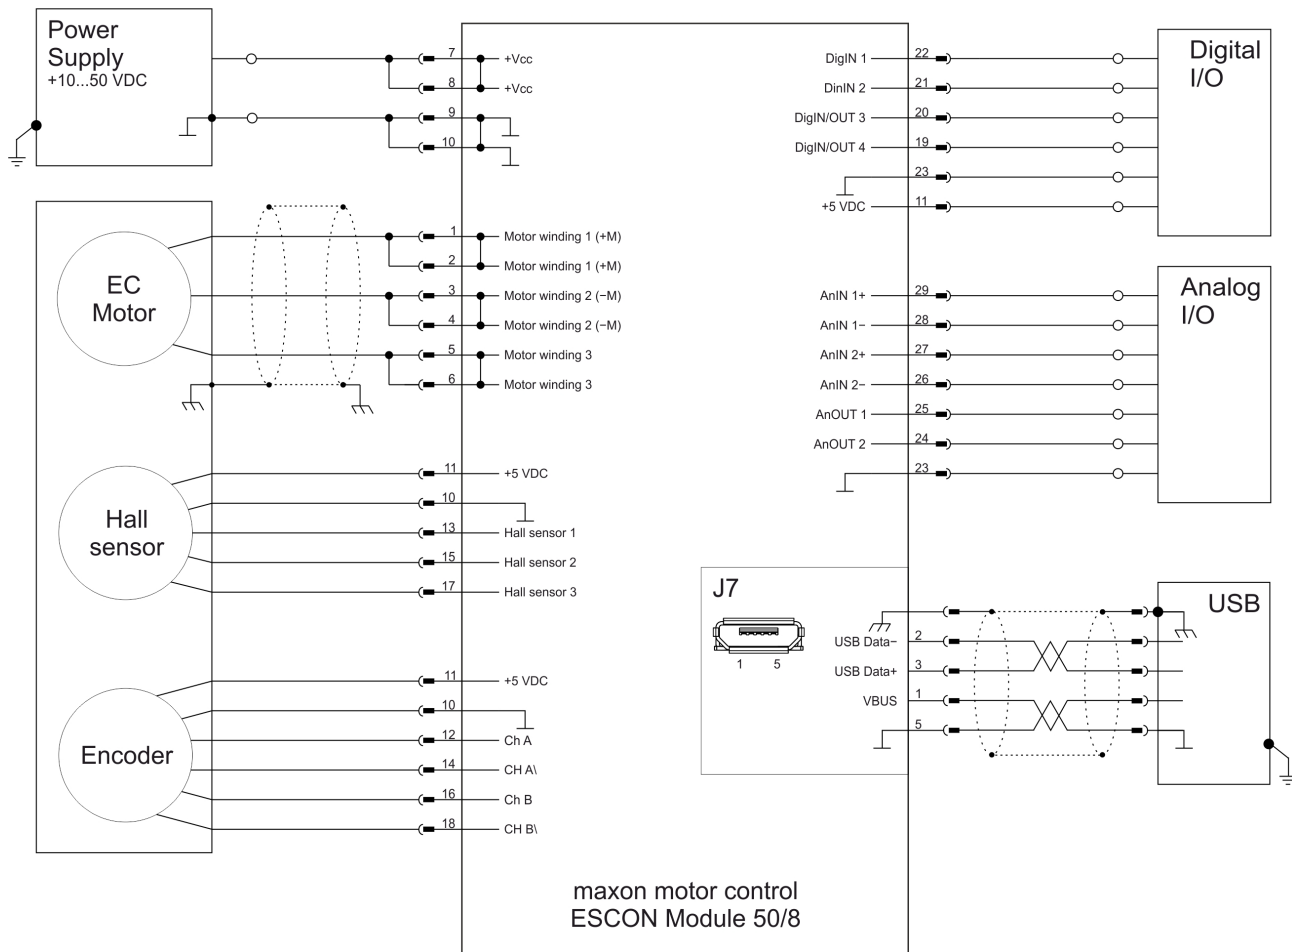 Power
Supply
+10...50 VDC
7
+Vcc
8
+Vcc
9
10
EC
Motor
1
Motor winding 1 (+M)
2
Motor winding 1 (+M)
3
Motor winding 2 (−M)
4
Motor winding 2 (−M)
5
Motor winding 3
6
Motor winding 3
Hall
sensor
11
+5 VDC
10
13
Hall sensor 1
15
Hall sensor 2
17
Hall sensor 3
Encoder
11
+5 VDC
10
12
Ch A
14
CH A\
16
Ch B
18
CH B\
DigIN 1
22
DinIN 2
21
DigIN/OUT 3
20
DigIN/OUT 4
19
23
+5 VDC
11
Digital
I/O
AnIN 1+
29
AnIN 1−
28
AnIN 2+
27
AnIN 2−
26
AnOUT 1
25
AnOUT 2
24
23
Analog
I/O
J7
1 5
USB Data−
2
USB Data+
3
VBUS
1
5
USB
maxon motor control
ESCON Module 50/8